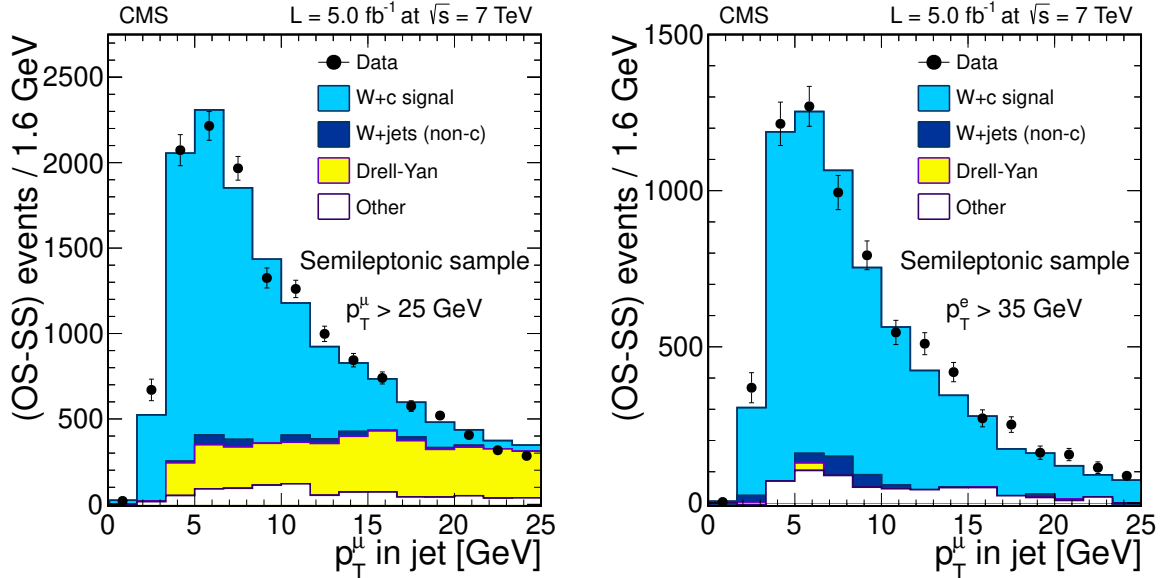 CMS
L = 5.0 fb⁻¹ at √s = 7 TeV
(OS-SS) events / 1.6 GeV
2500
2000
1500
1000
500
0
Data
W+c signal
W+jets (non-c)
Drell-Yan
Other
Semileptonic sample
p_T^μ > 25 GeV
0 5 10 15 20 25
p_T^μ in jet [GeV]
CMS
L = 5.0 fb⁻¹ at √s = 7 TeV
(OS-SS) events / 1.6 GeV
1500
1000
500
0
Data
W+c signal
W+jets (non-c)
Drell-Yan
Other
Semileptonic sample
p_T^e > 35 GeV
0 5 10 15 20 25
p_T^μ in jet [GeV]